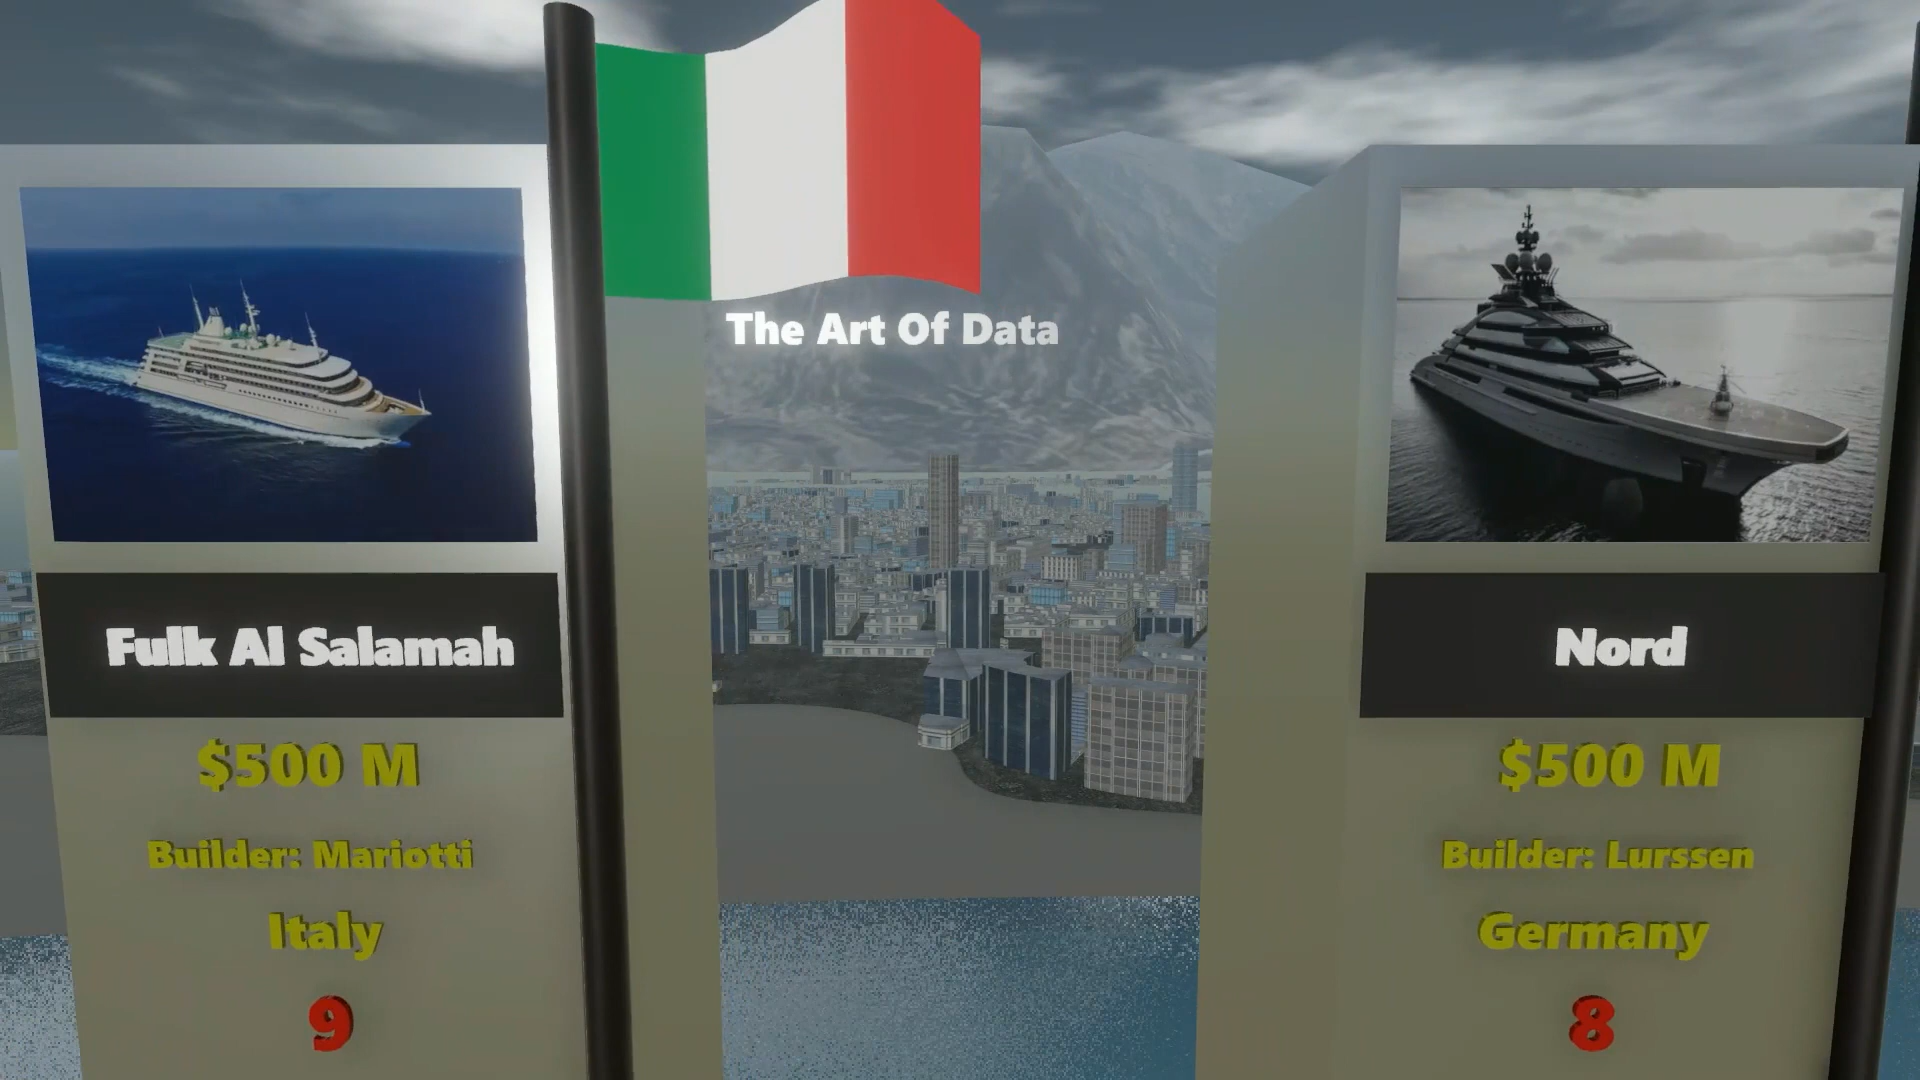 The Art Of Data
Fulk Al Salamah
$500 M
Builder: Mariotti
Italy
9
Nord
$500 M
Builder: Lurssen
Germany
8